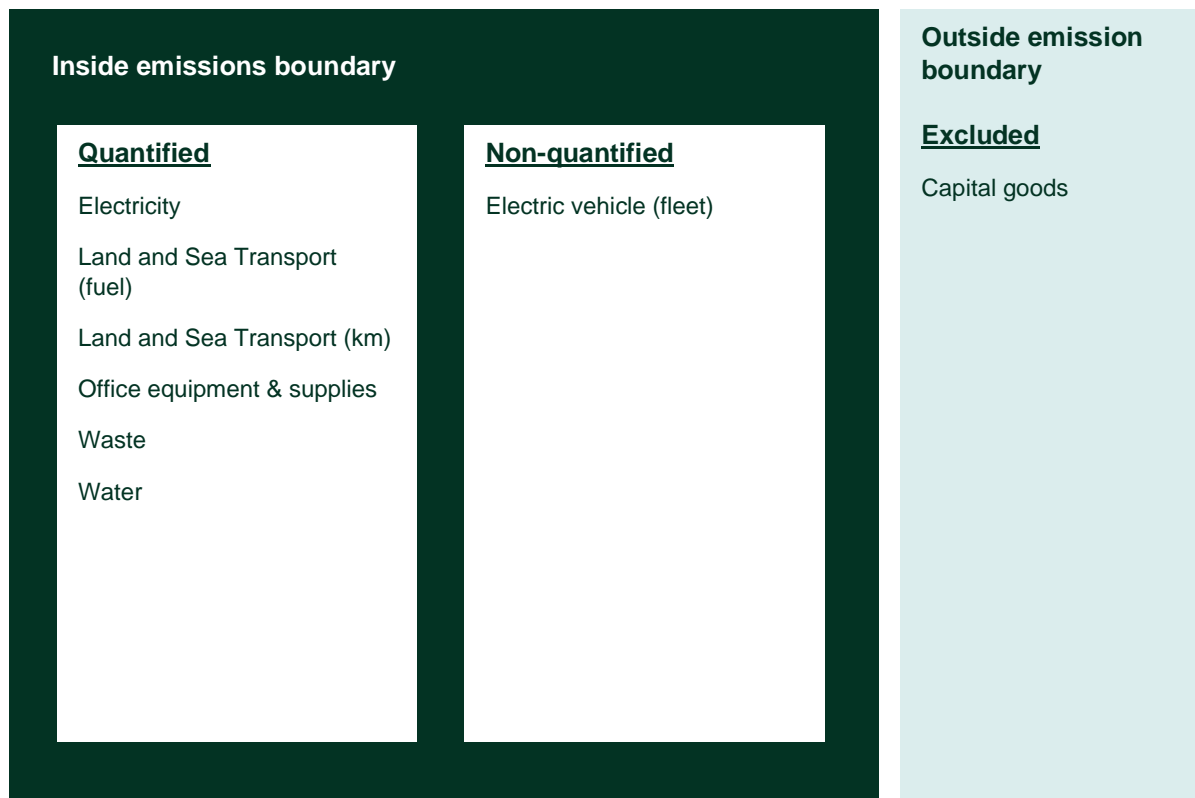 Inside emissions boundary
Quantified
Electricity
Land and Sea Transport
(fuel)
Land and Sea Transport (km)
Office equipment & supplies
Waste
Water
Non-quantified
Electric vehicle (fleet)
Outside emission
boundary
Excluded
Capital goods